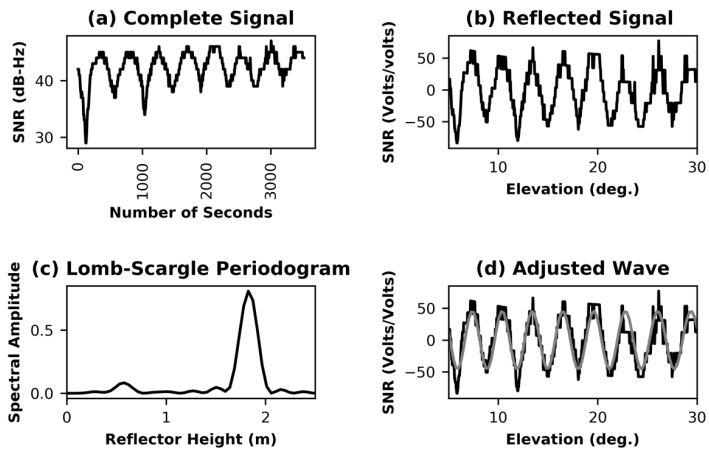 (a) Complete Signal
SNR (dB-Hz)
40
30
0
1000
2000
3000
Number of Seconds
(b) Reflected Signal
SNR (Volts/volts)
50
0
−50
10
20
30
Elevation (deg.)
(c) Lomb-Scargle Periodogram
Spectral Amplitude
0.5
0.0
0
1
2
Reflector Height (m)
(d) Adjusted Wave
SNR (Volts/Volts)
50
0
−50
10
20
30
Elevation (deg.)